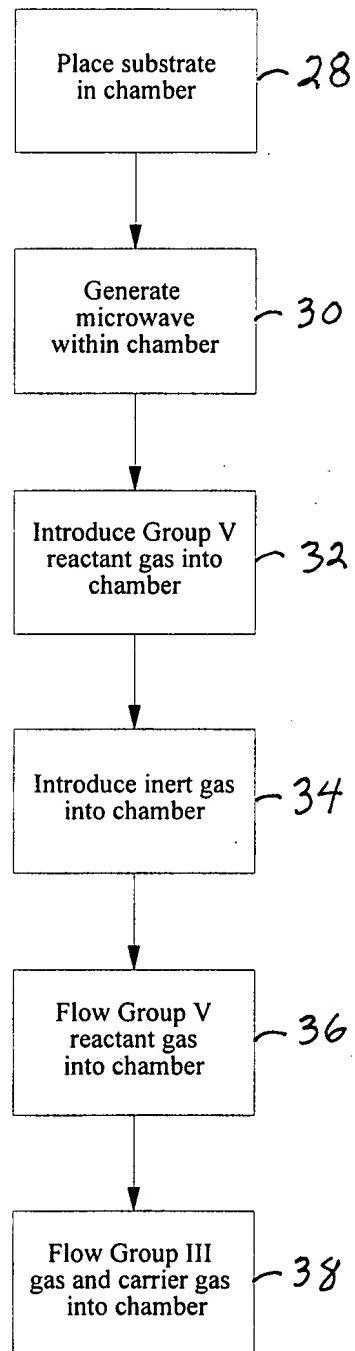 Place substrate
in chamber
28
Generate
microwave
within chamber
30
Introduce Group V
reactant gas into
chamber
32
Introduce inert gas
into chamber
34
Flow Group V
reactant gas
into chamber
36
Flow Group III
gas and carrier gas
into chamber
38